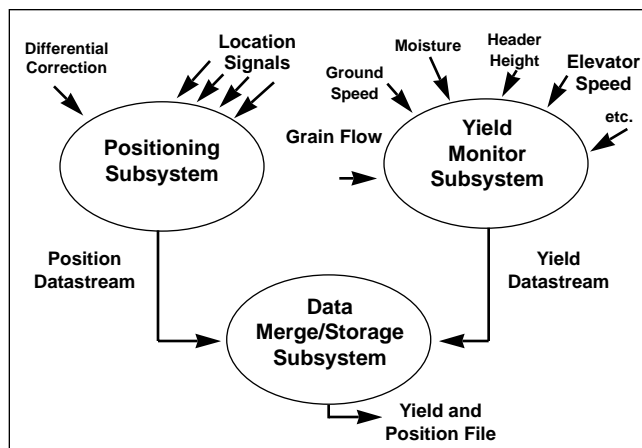 Differential
Correction
Location
Signals
Positioning
Subsystem
Ground
Speed
Moisture
Header
Height
Elevator
Speed
etc.
Grain Flow
Yield
Monitor
Subsystem
Position
Datastream
Yield
Datastream
Data
Merge/Storage
Subsystem
Yield and
Position File